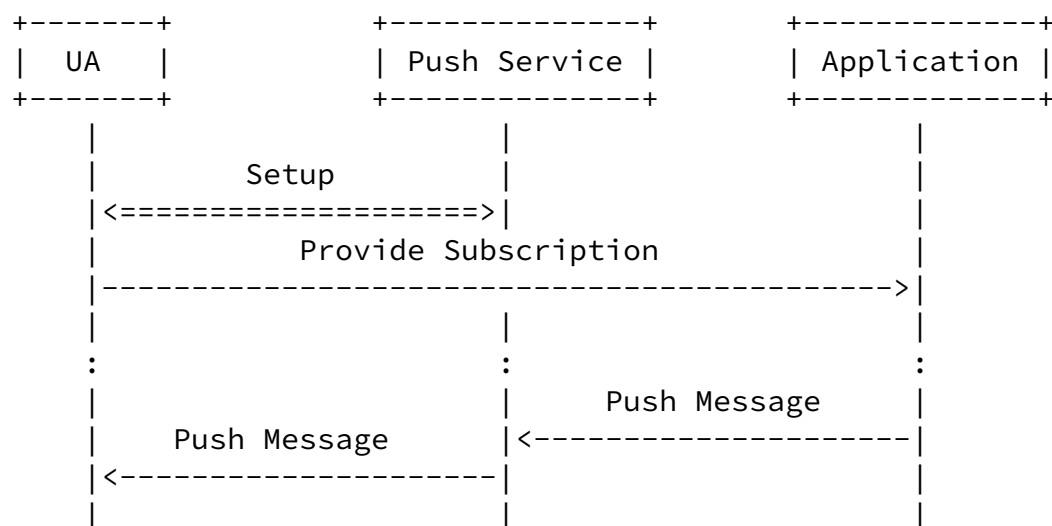 +-------+           +--------------+       +-------------+
|  UA   |           | Push Service |       | Application |
+-------+           +--------------+       +-------------+
    |                      |                      |
    |        Setup         |                      |
    |<====================>|                      |
    |           Provide Subscription              |
    |-------------------------------------------->|
    |                      |                      |
    :                      :                      :
    |                      |     Push Message     |
    |    Push Message      |<---------------------|
    |<---------------------|                      |
    |                      |                      |